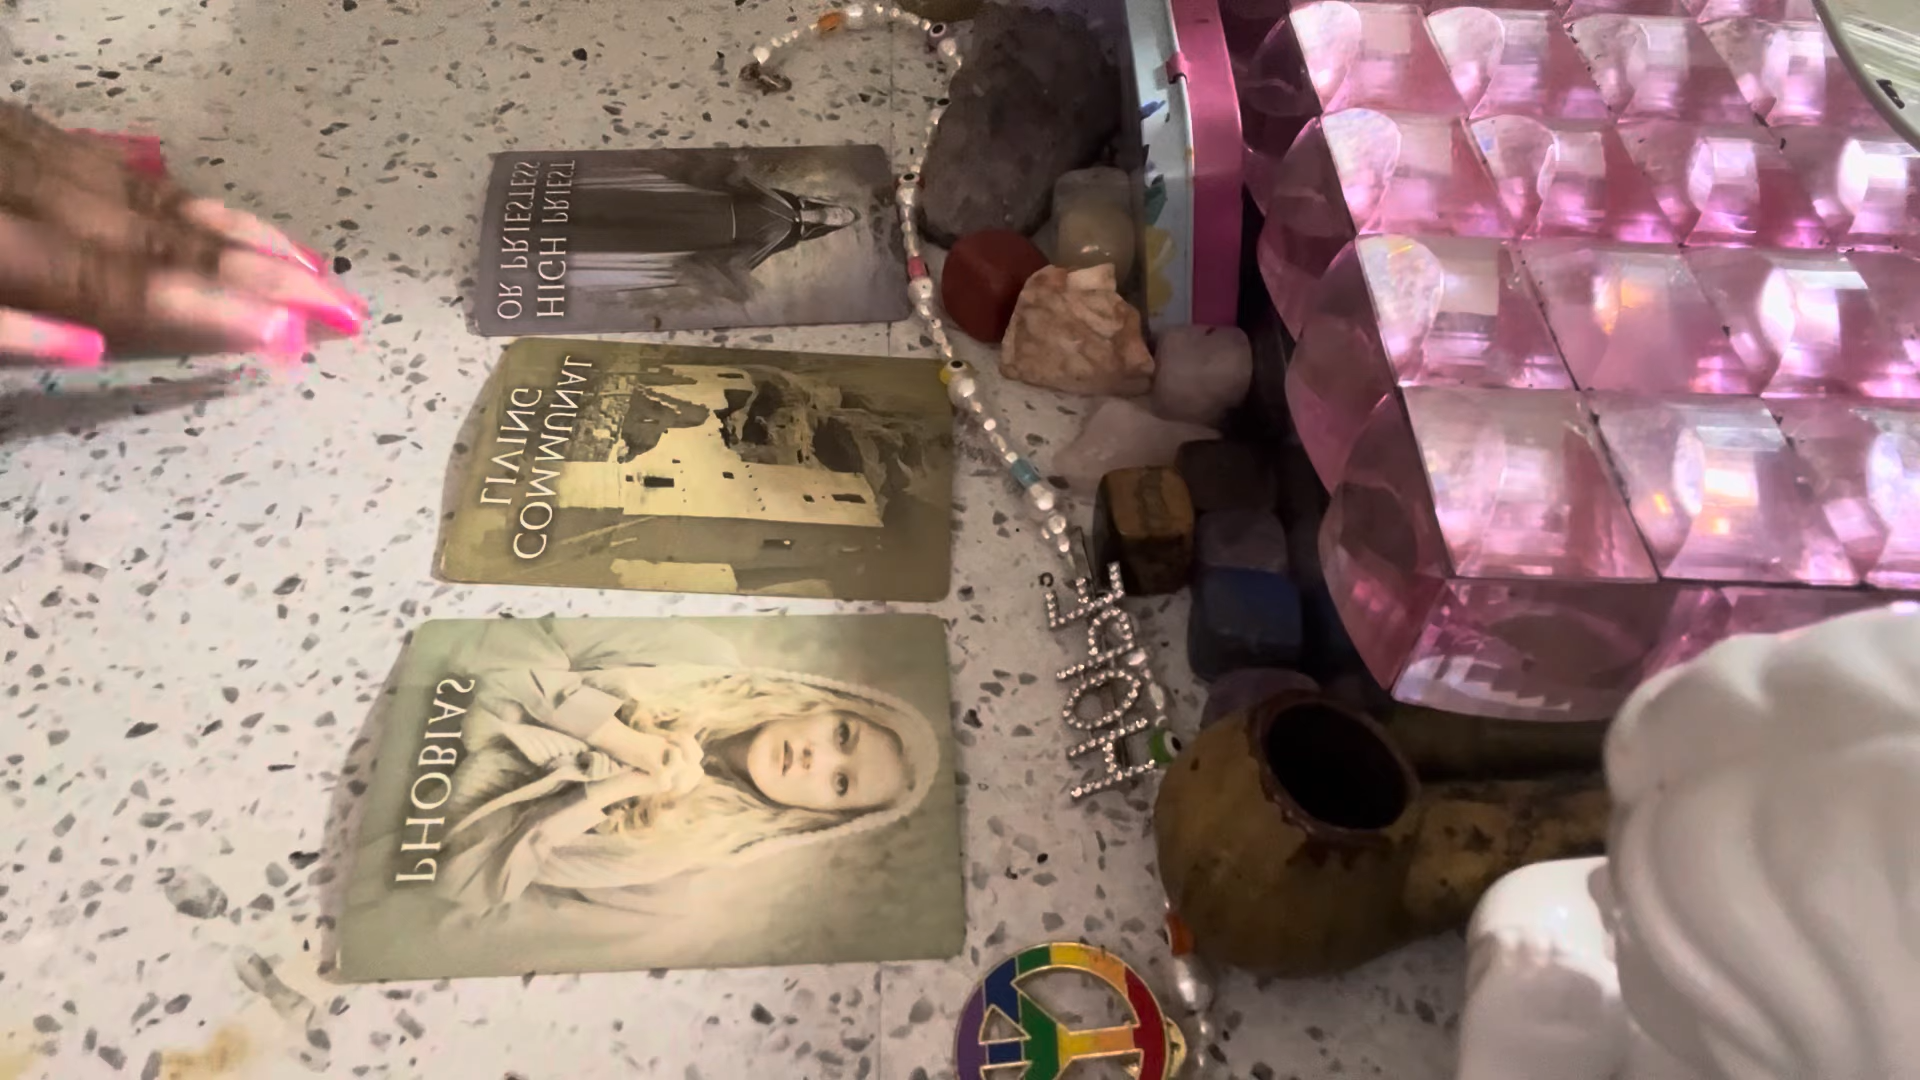 HIGH PRIEST
OR PRIESTESS
COMMUNAL
LIVING
PHOBIAS
HOPE